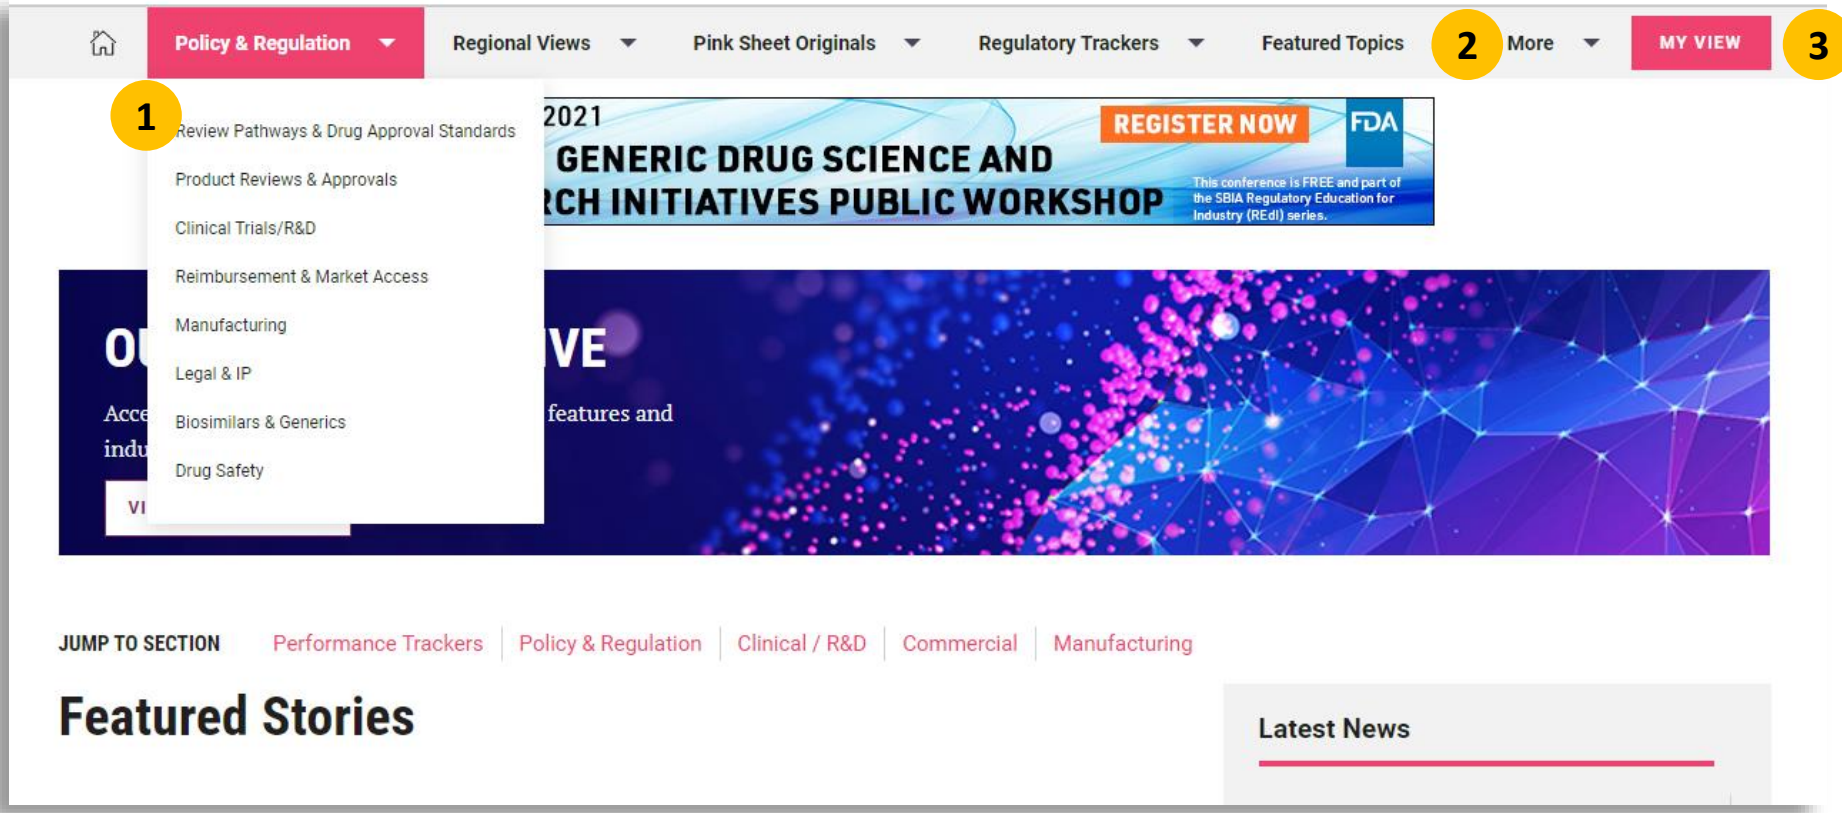 Policy & Regulation
Regional Views
Pink Sheet Originals
Regulatory Trackers
Featured Topics
2
More
MY VIEW
3
1
Review Pathways & Drug Approval Standards
Product Reviews & Approvals
Clinical Trials/R&D
Reimbursement & Market Access
Manufacturing
Legal & IP
Biosimilars & Generics
Drug Safety
2021
GENERIC DRUG SCIENCE AND
RCH INITIATIVES PUBLIC WORKSHOP
REGISTER NOW
FDA
This conference is FREE and part of
the SBIA Regulatory Education for
Industry (REdI) series.
OU VE
Acce features and
indu
VI
JUMP TO SECTION
Performance Trackers
Policy & Regulation
Clinical / R&D
Commercial
Manufacturing
Featured Stories
Latest News